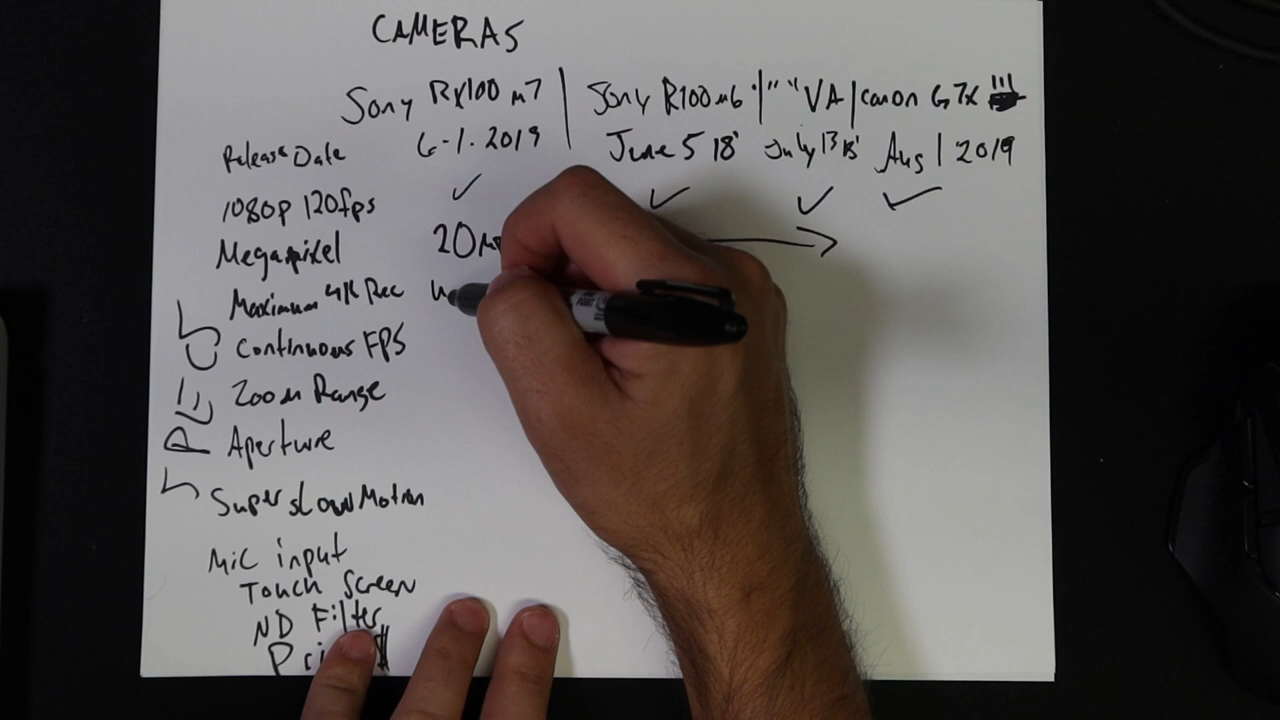 CAMERAS
Sony RX100 m7 | Sony R100 m6 | " " VA | Canon G7X III
Release Date 6-1-2019 June 5 18' July 13 18' Aug 1 2019
1080p 120fps ✓ ✓ ✓ ✓
Megapixel 20
Maximum 4K Rec
Continuous FPS
Zoom Range
Aperture
Super slow Motion
Mic input
Touch Screen
ND Filter
SPECS